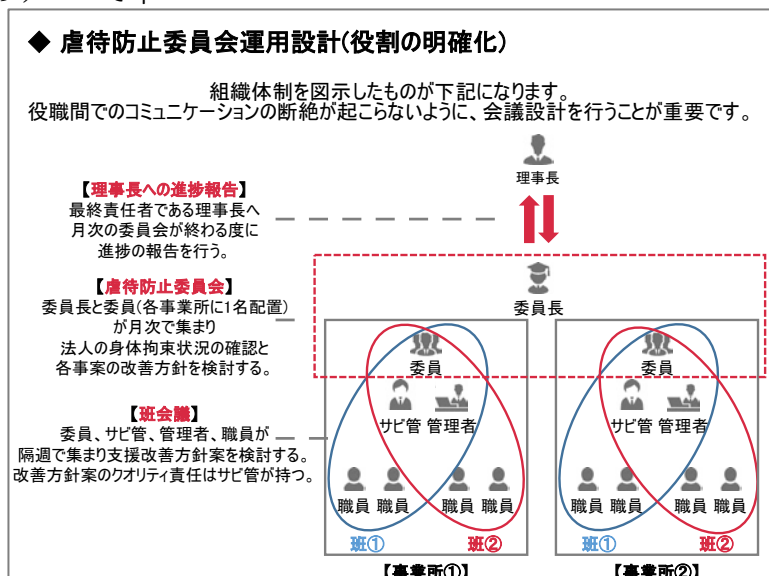 ◆ 虐待防止委員会運用設計(役割の明確化)
組織体制を図示したものが下記になります。
役職間でのコミュニケーションの断絶が起こらないように、会議設計を行うことが重要です。
理事長
【理事長への進捗報告】
最終責任者である理事長へ
月次の委員会が終わる度に
進捗の報告を行う。
委員長
【虐待防止委員会】
委員長と委員(各事業所に1名配置)
が月次で集まり
法人の身体拘束状況の確認と
各事案の改善方針を検討する。
委員
委員
サビ管 管理者
サビ管 管理者
【班会議】
委員、サビ管、管理者、職員が
隔週で集まり支援改善方針案を検討する。
改善方針案のクオリティ責任はサビ管が持つ。
職員 職員 職員 職員
職員 職員 職員 職員
班① 班②
班① 班②
【事業所①】
【事業所②】